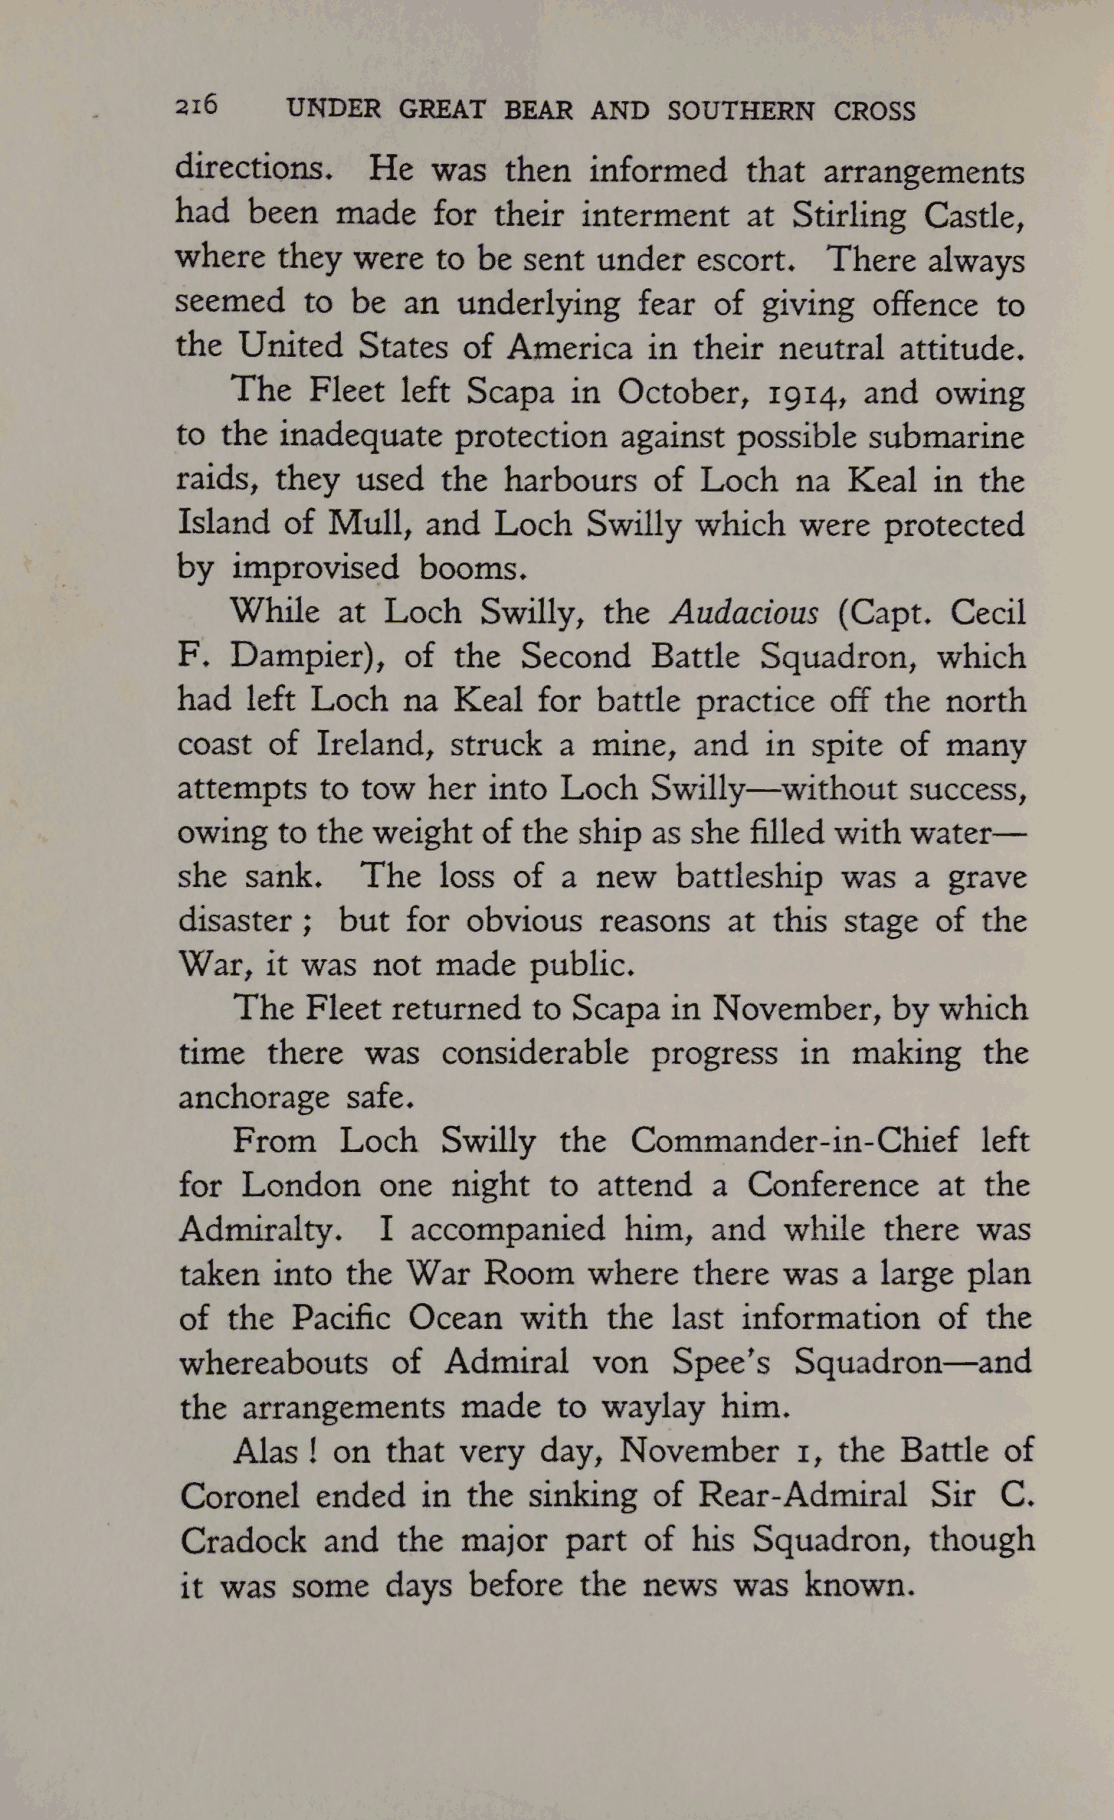 216 UNDER GREAT BEAR AND SOUTHERN CROSS
directions. He was then informed that arrangements
had been made for their interment at Stirling Castle,
where they were to be sent under escort. There always
seemed to be an underlying fear of giving offence to
the United States of America in their neutral attitude.
The Fleet left Scapa in October, 1914, and owing
to the inadequate protection against possible submarine
raids, they used the harbours of Loch na Keal in the
Island of Mull, and Loch Swilly which were protected
by improvised booms.
While at Loch Swilly, the Audacious (Capt. Cecil
F. Dampier), of the Second Battle Squadron, which
had left Loch na Keal for battle practice off the north
coast of Ireland, struck a mine, and in spite of many
attempts to tow her into Loch Swilly—without success,
owing to the weight of the ship as she filled with water—
she sank. The loss of a new battleship was a grave
disaster ; but for obvious reasons at this stage of the
War, it was not made public.
The Fleet returned to Scapa in November, by which
time there was considerable progress in making the
anchorage safe.
From Loch Swilly the Commander-in-Chief left
for London one night to attend a Conference at the
Admiralty. I accompanied him, and while there was
taken into the War Room where there was a large plan
of the Pacific Ocean with the last information of the
whereabouts of Admiral von Spee's Squadron—and
the arrangements made to waylay him.
Alas ! on that very day, November 1, the Battle of
Coronel ended in the sinking of Rear-Admiral Sir C.
Cradock and the major part of his Squadron, though
it was some days before the news was known.